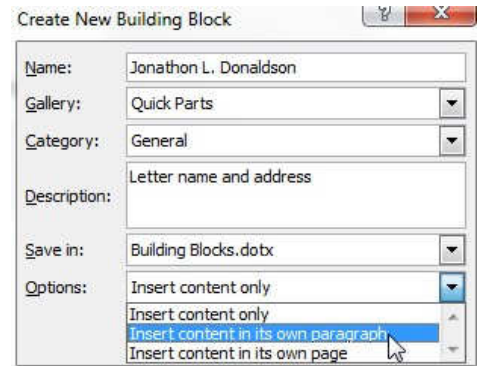 Create New Building Block
Name: Jonathon L. Donaldson
Gallery: Quick Parts
Category: General
Description: Letter name and address
Save in: Building Blocks.dotx
Options: Insert content only
Insert content only
Insert content in its own paragraph
Insert content in its own page